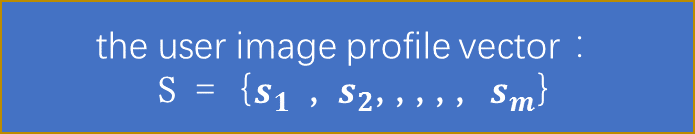 the user image profile vector：
S = {s₁ , s₂, , , , , sₘ}